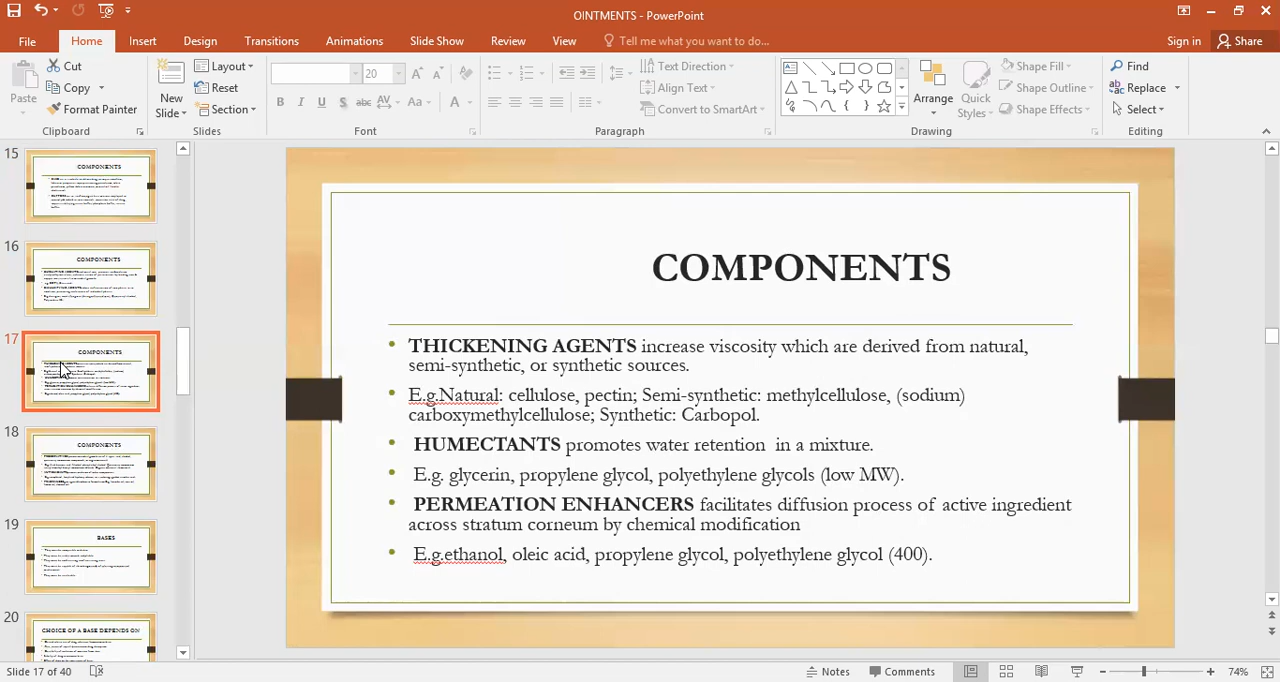 OINTMENTS - PowerPoint
File Home Insert Design Transitions Animations Slide Show Review View Tell me what you want to do... Sign in Share
Paste
Cut
Copy
Format Painter
Clipboard
New Slide
Layout
Reset
Section
Slides
20
B I U S abc AV Aa A
Font
Text Direction
Align Text
Convert to SmartArt
Paragraph
Arrange
Quick Styles
Shape Fill
Shape Outline
Shape Effects
Drawing
Find
Replace
Select
Editing
15
COMPONENTS
16
COMPONENTS
17
COMPONENTS
18
COMPONENTS
19
BASES
20
CHOICE OF A BASE DEPENDS ON
COMPONENTS
• THICKENING AGENTS increase viscosity which are derived from natural,
semi-synthetic, or synthetic sources.
• E.g.Natural: cellulose, pectin; Semi-synthetic: methylcellulose, (sodium)
carboxymethylcellulose; Synthetic: Carbopol.
• HUMECTANTS promotes water retention in a mixture.
• E.g. glycerin, propylene glycol, polyethylene glycols (low MW).
• PERMEATION ENHANCERS facilitates diffusion process of active ingredient
across stratum corneum by chemical modification
• E.g.ethanol, oleic acid, propylene glycol, polyethylene glycol (400).
Slide 17 of 40
Notes
Comments
74%